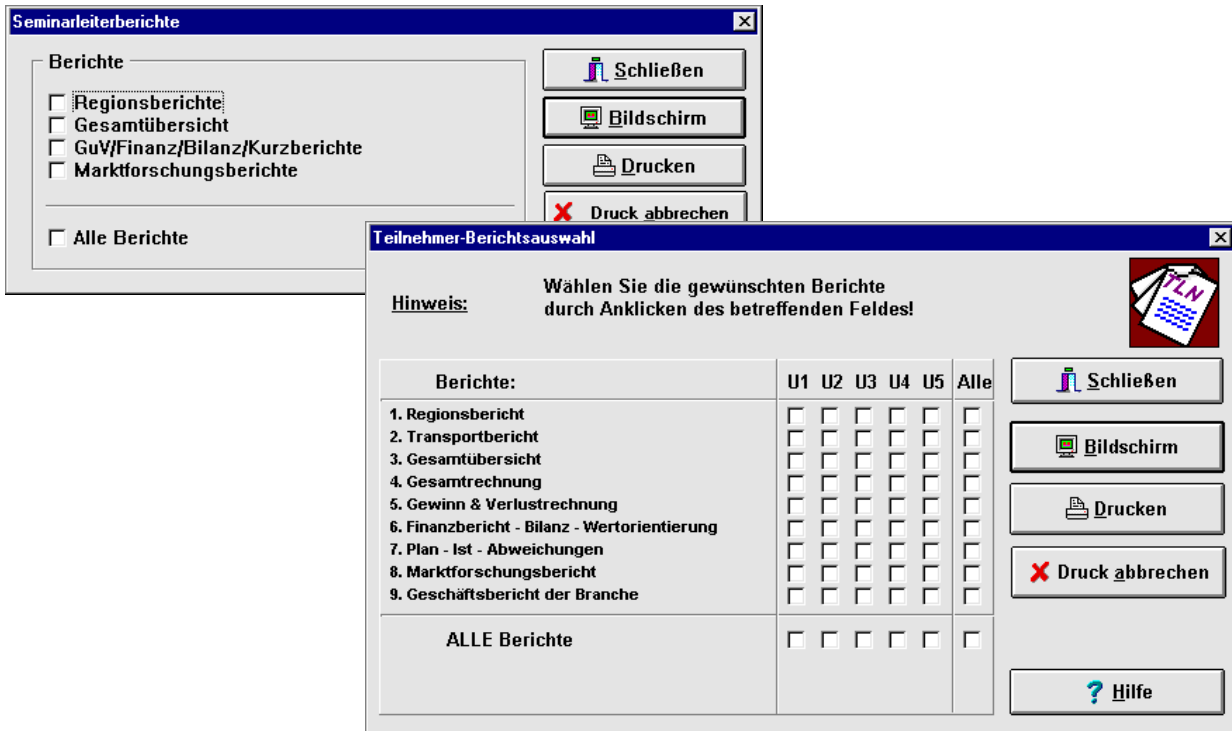 Seminarleiterberichte
Berichte
Regionsberichte
Gesamtübersicht
GuV/Finanz/Bilanz/Kurzberichte
Marktforschungsberichte
Alle Berichte
Schließen
Bildschirm
Drucken
Druck abbrechen
Teilnehmer-Berichtsauswahl
Hinweis:
Wählen Sie die gewünschten Berichte
durch Anklicken des betreffenden Feldes!
TLN
Berichte: U1 U2 U3 U4 U5 Alle
1. Regionsbericht
2. Transportbericht
3. Gesamtübersicht
4. Gesamtrechnung
5. Gewinn & Verlustrechnung
6. Finanzbericht - Bilanz - Wertorientierung
7. Plan - Ist - Abweichungen
8. Marktforschungsbericht
9. Geschäftsbericht der Branche
ALLE Berichte
Schließen
Bildschirm
Drucken
Druck abbrechen
Hilfe